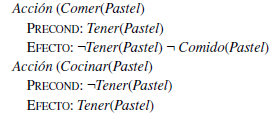 Acción (Comer(Pastel)
PRECOND: Tener(Pastel)
EFECTO: ¬Tener(Pastel) ¬ Comido(Pastel)
Acción (Cocinar(Pastel)
PRECOND: ¬Tener(Pastel)
EFECTO: Tener(Pastel)